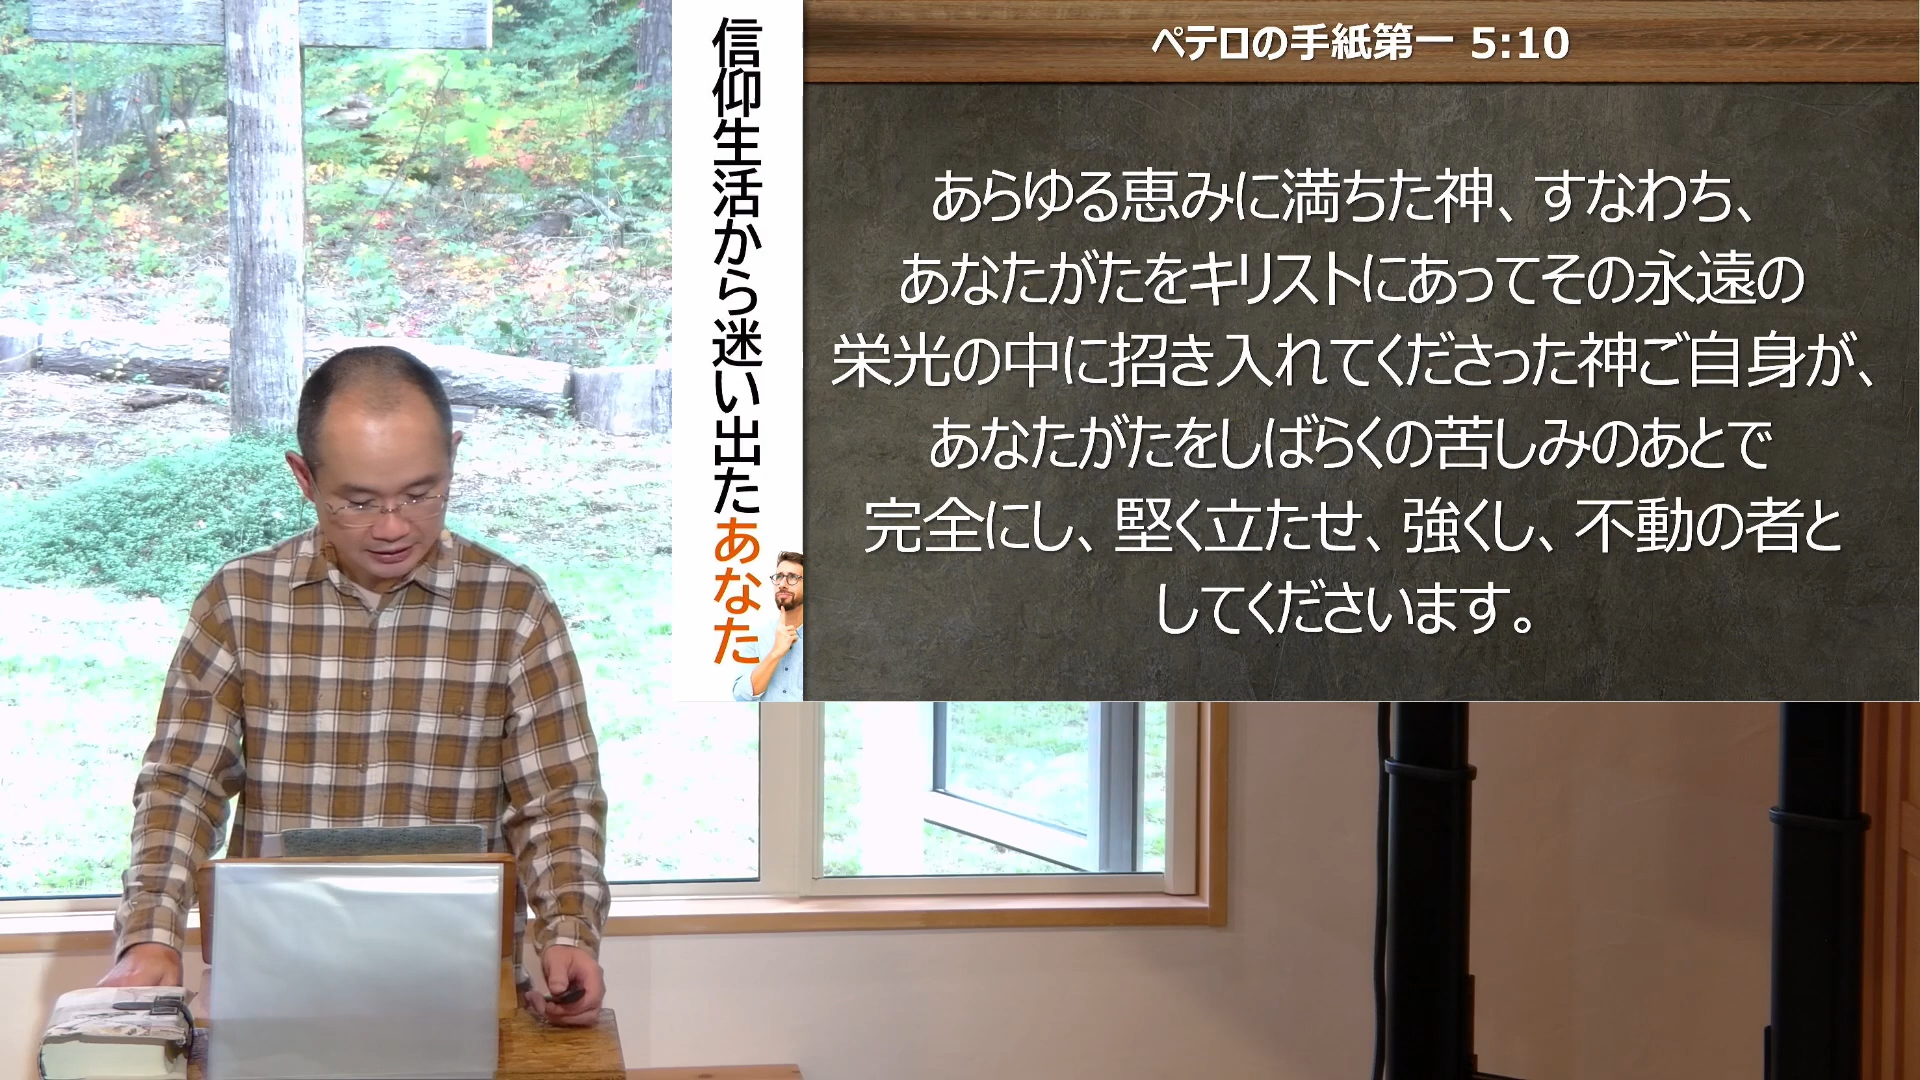 信仰生活から迷い出たあなた
ペテロの手紙第一 5:10
あらゆる恵みに満ちた神、すなわち、
あなたがたをキリストにあってその永遠の
栄光の中に招き入れてくださった神ご自身が、
あなたがたをしばらくの苦しみのあとで
完全にし、堅く立たせ、強くし、不動の者と
してくださいます。